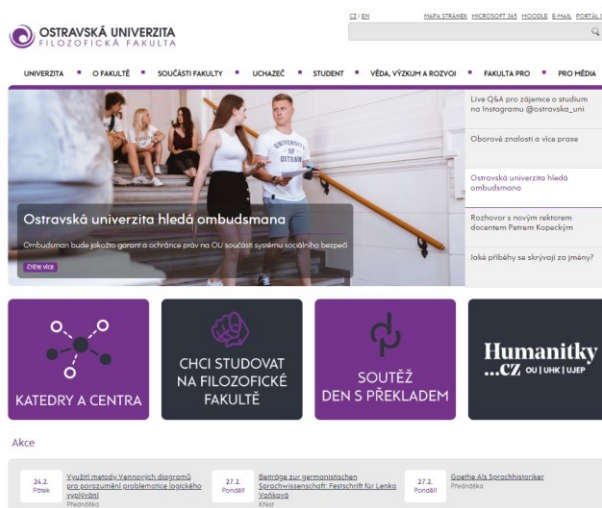 CZ / EN
MAPA STRÁNEK MICROSOFT 365 MOODLE E-MAIL PORTÁL
OSTRAVSKÁ UNIVERZITA
FILOZOFICKÁ FAKULTA
UNIVERZITA O FAKULTĚ SOUČÁSTI FAKULTY UCHAZEČ STUDENT VĚDA, VÝZKUM A ROZVOJ FAKULTA PRO PRO MÉDIA
UNIVERSITY
OF
OSTRAVA
Ostravská univerzita hledá ombudsmana
Ombudsman bude jakožto garant a ochránce práv na OU součástí systému sociálního bezpečí
ČTĚTE VÍCE
Live Q&A pro zájemce o studium
na Instagramu @ostravska_uni
Oborové znalosti a více praxe
Ostravská univerzita hledá
ombudsmana
Rozhovor s novým rektorem
docentem Petrem Kopeckým
Jaké příběhy se skrývají za jmény?
KATEDRY A CENTRA
CHCI STUDOVAT
NA FILOZOFICKÉ
FAKULTĚ
SOUTĚŽ
DEN S PŘEKLADEM
Humanitky
...CZ OU | UHK | UJEP
Akce
24.2.
Pátek
Využití metody Vennových diagramů
pro porozumění problematice logického
vyplývání
Přednáška
27.2.
Pondělí
Beiträge zur germanistischen
Sprachwissenschaft: Festschrift für Lenka
Vaňková
Křest
27.2.
Pondělí
Goethe Als Sprachhistoriker
Přednáška